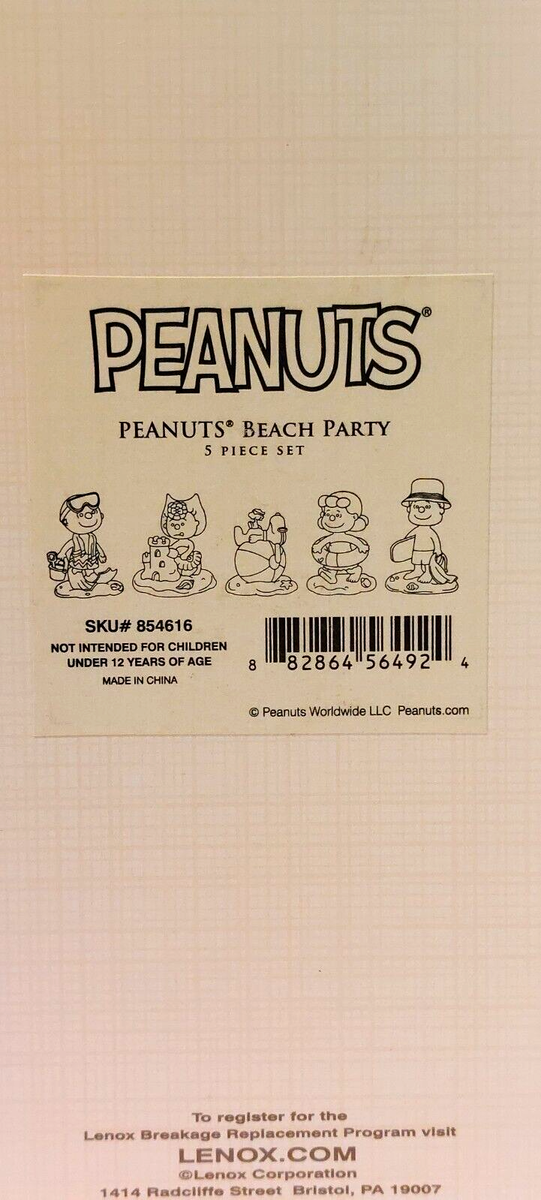 PEANUTS®
PEANUTS® BEACH PARTY
5 PIECE SET
SKU# 854616
NOT INTENDED FOR CHILDREN
UNDER 12 YEARS OF AGE
MADE IN CHINA
8 82864 56492 4
© Peanuts Worldwide LLC Peanuts.com
To register for the
Lenox Breakage Replacement Program visit
LENOX.COM
©Lenox Corporation
1414 Radcliffe Street Bristol, PA 19007